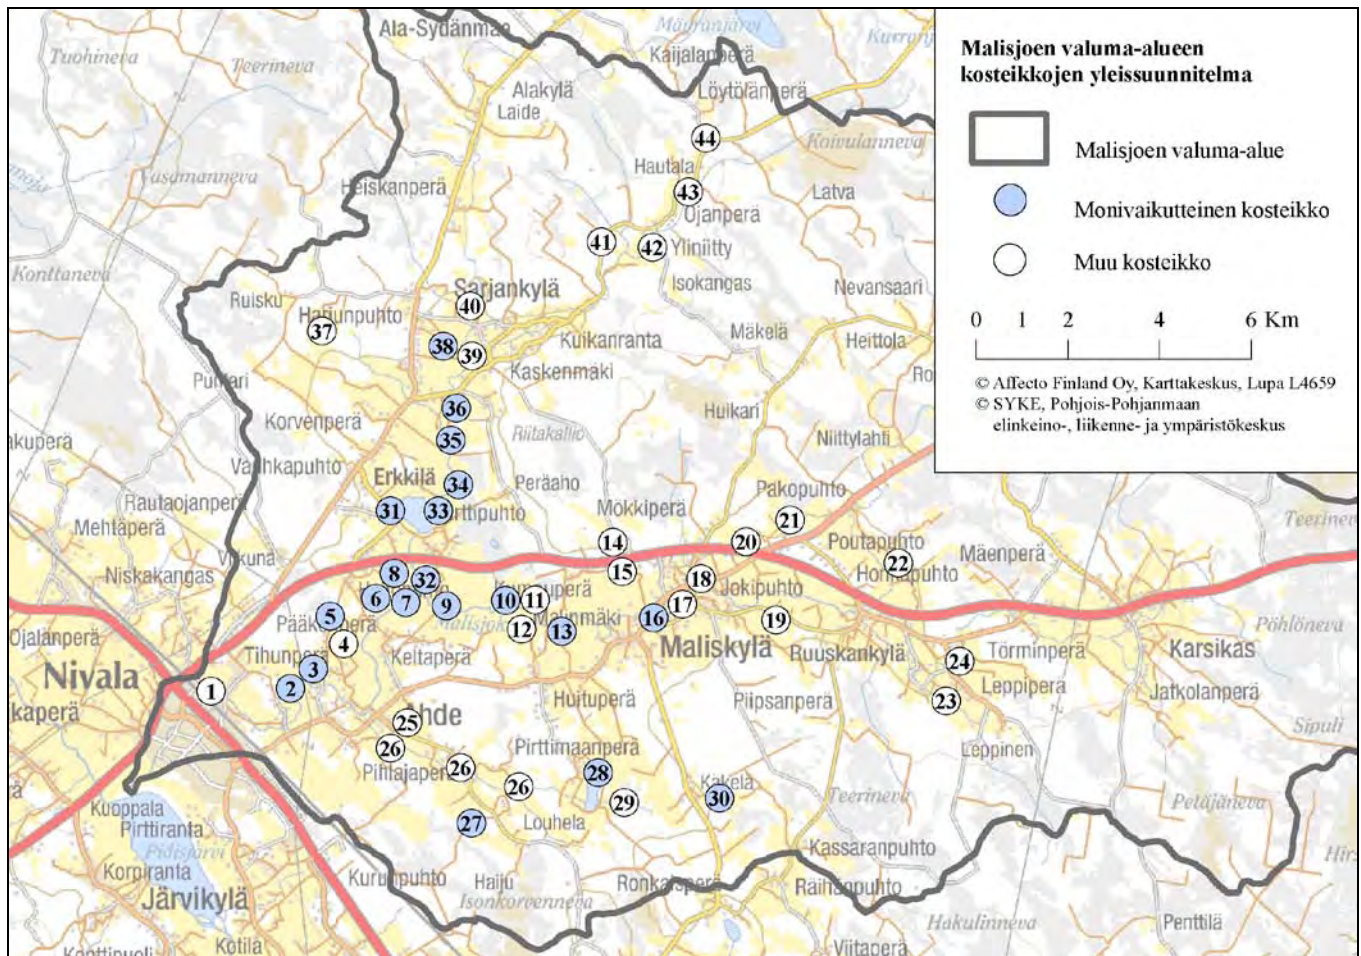 Malisjoen valuma-alueen
kosteikkojen yleissuunnitelma
Malisjoen valuma-alue
Monivaikutteinen kosteikko
Muu kosteikko
0 1 2 4 6 Km
© Affecto Finland Oy, Karttakeskus, Lupa L4659
© SYKE, Pohjois-Pohjanmaan
elinkeino-, liikenne- ja ympäristökeskus
Ala-Sydänmaa
Kaijalanperä
Tuohineva
Teerineva
Alakylä
Löytölänperä
Laide
44
Koivulanneva
Hautala
Vasamanneva
Heiskanperä
43
Latva
Ojanperä
41
42
Yliniitty
Konttaneva
Isokangas
Sarjankylä
Nevansaari
Ruisku
40
Harjunpuhto
37
Mäkelä
38
39
Kuikanranta
Heittola
Kaskenmäki
36
Huikari
Korvenperä
35
Riitakallio
Niittylahti
Erkkilä
34
Peräaho
Rautaojanperä
31
33
Mökkiperä
Pakopuhto
Mehtäperä
21
Teerineva
14
20
Poutapuhto
Mäenperä
22
Niskakangas
8
32
15
18
Jokipuhto
6
7
9
10
11
17
5
12
13
16
19
Pöhlöneva
Ojalänperä
4
Maliskylä
Ruuskankylä
Törminperä
Karsikas
Tihunperä
Keltaperä
3
24
Nivala
2
1
Huituperä
Piipsanperä
23
Leppiperä
Jatkolanperä
25
Sipuli
26
Pirttimaanperä
Leppinen
26
28
Kakela
26
29
30
Teerineva
Petäjäneva
Kuoppala
27
Louhela
Pirttiranta
Pidisjärvi
Kassaranpuhto
Korpiranta
Haiju
Järvikylä
Isonkorvenneva
Räihänpuhto
Hakulinneva
Penttilä
Kotila
Viitaperä